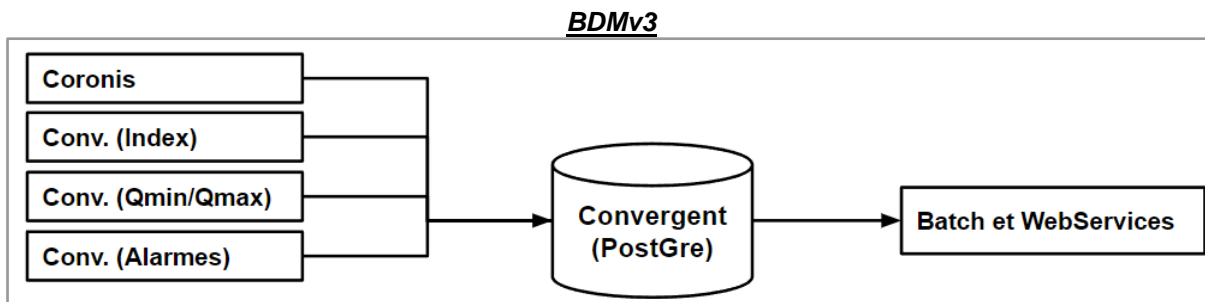 BDMv3
Coronis
Conv. (Index)
Conv. (Qmin/Qmax)
Conv. (Alarmes)
Convergent
(PostGre)
Batch et WebServices